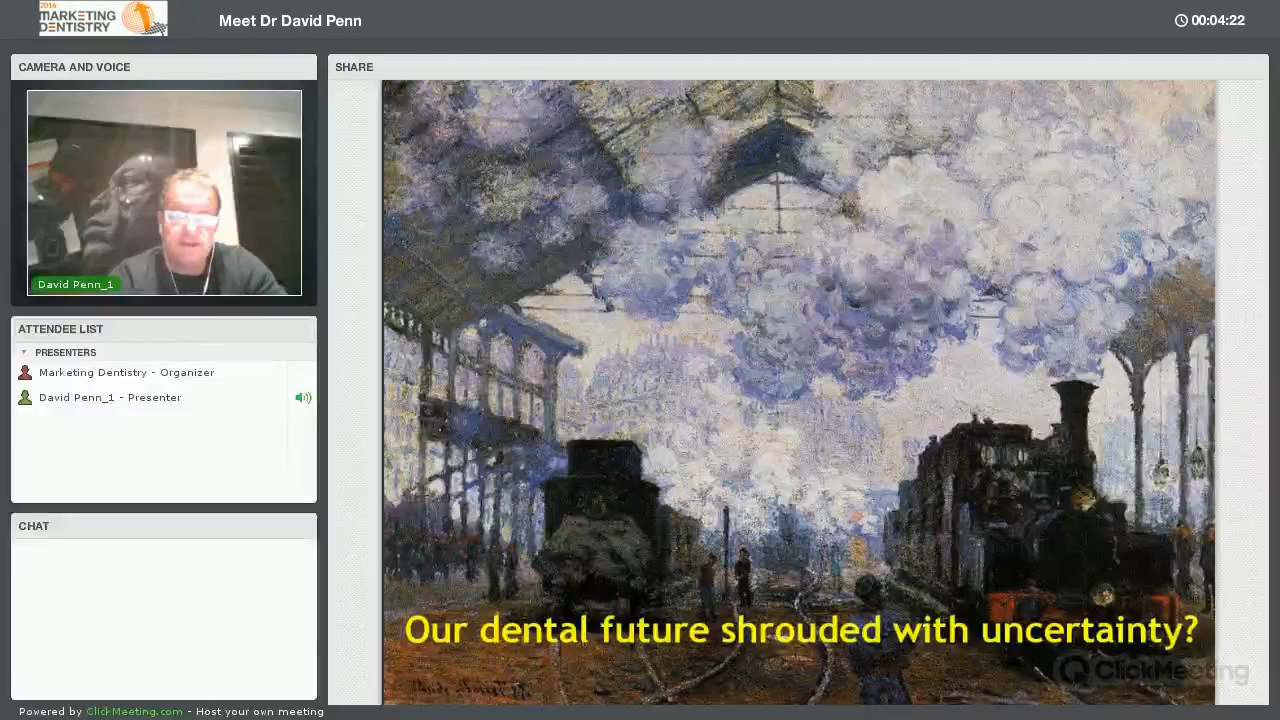 2016
MARKETING
DENTISTRY
Meet Dr David Penn
00:04:22
CAMERA AND VOICE
David Penn_1
ATTENDEE LIST
PRESENTERS
Marketing Dentistry - Organizer
David Penn_1 - Presenter
CHAT
SHARE
Our dental future shrouded with uncertainty?
ClickMeeting
Powered by ClickMeeting.com - Host your own meeting